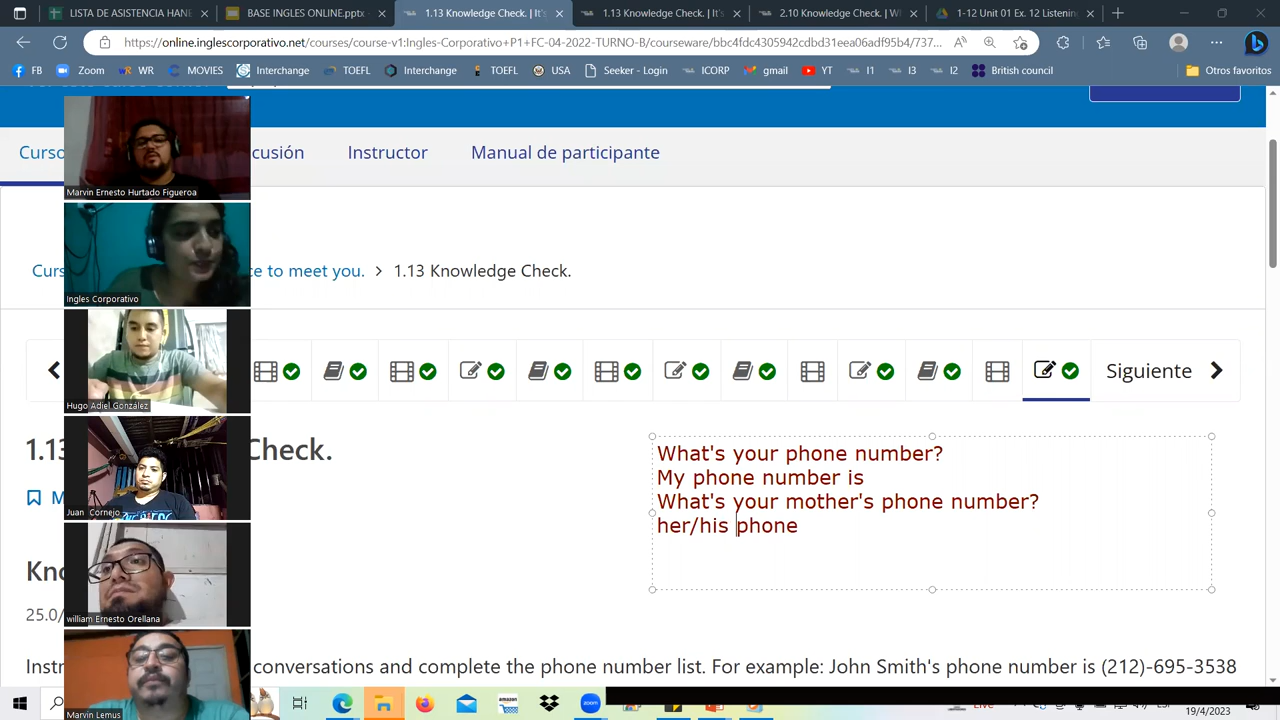 LISTA DE ASISTENCIA HANE
BASE INGLES ONLINE.pptx -
1.13 Knowledge Check. | It's
1.13 Knowledge Check. | It's
2.10 Knowledge Check. | W
1-12 Unit 01 Ex. 12 Listening
https://online.inglescorporativo.net/courses/course-v1:Ingles-Corporativo+P1+FC-04-2022-TURNO-B/courseware/bbc4fdc4305942cdbd31eea06adf95b4/737...
FB
Zoom
WR
MOVIES
Interchange
TOEFL
Interchange
TOEFL
USA
Seeker - Login
ICORP
gmail
YT
I1
I3
I2
British council
Otros favoritos
Curso
cusión
Instructor
Manual de participante
Marvin Ernesto Hurtado Figueroa
Ingles Corporativo
Curs
ce to meet you. > 1.13 Knowledge Check.
Siguiente
Hugo Adiel González
1.13
Check.
What's your phone number?
My phone number is
What's your mother's phone number?
her/his phone
Juan Cornejo
Kno
25.0/
william Ernesto Orellana
Inst
conversations and complete the phone number list. For example: John Smith's phone number is (212)-695-3538
Marvin Lemus
amazon
zoom
Live
19/4/2023